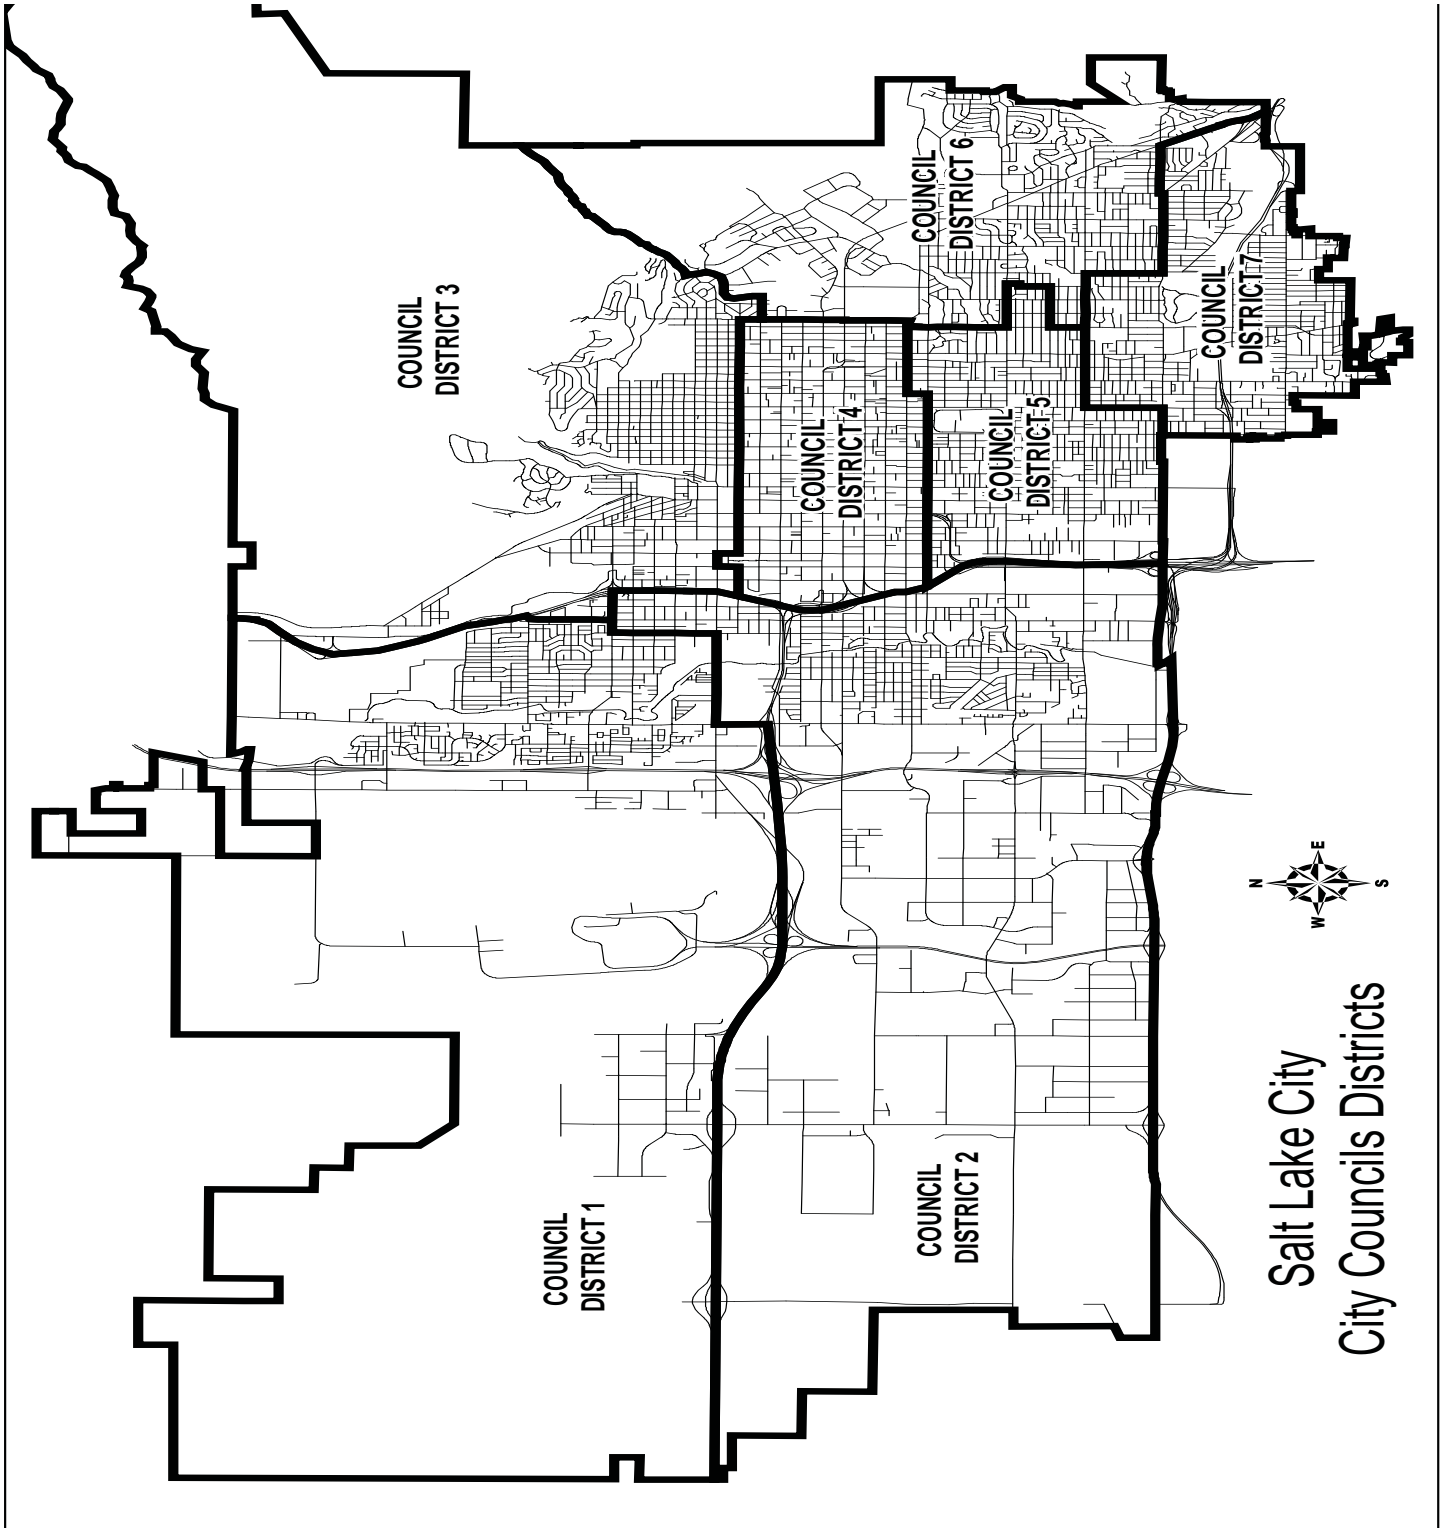 COUNCIL
DISTRICT 3
COUNCIL
DISTRICT 6
COUNCIL
DISTRICT 7
COUNCIL
DISTRICT 4
COUNCIL
DISTRICT 5
COUNCIL
DISTRICT 1
COUNCIL
DISTRICT 2
N
E
S
W
Salt Lake City
City Councils Districts